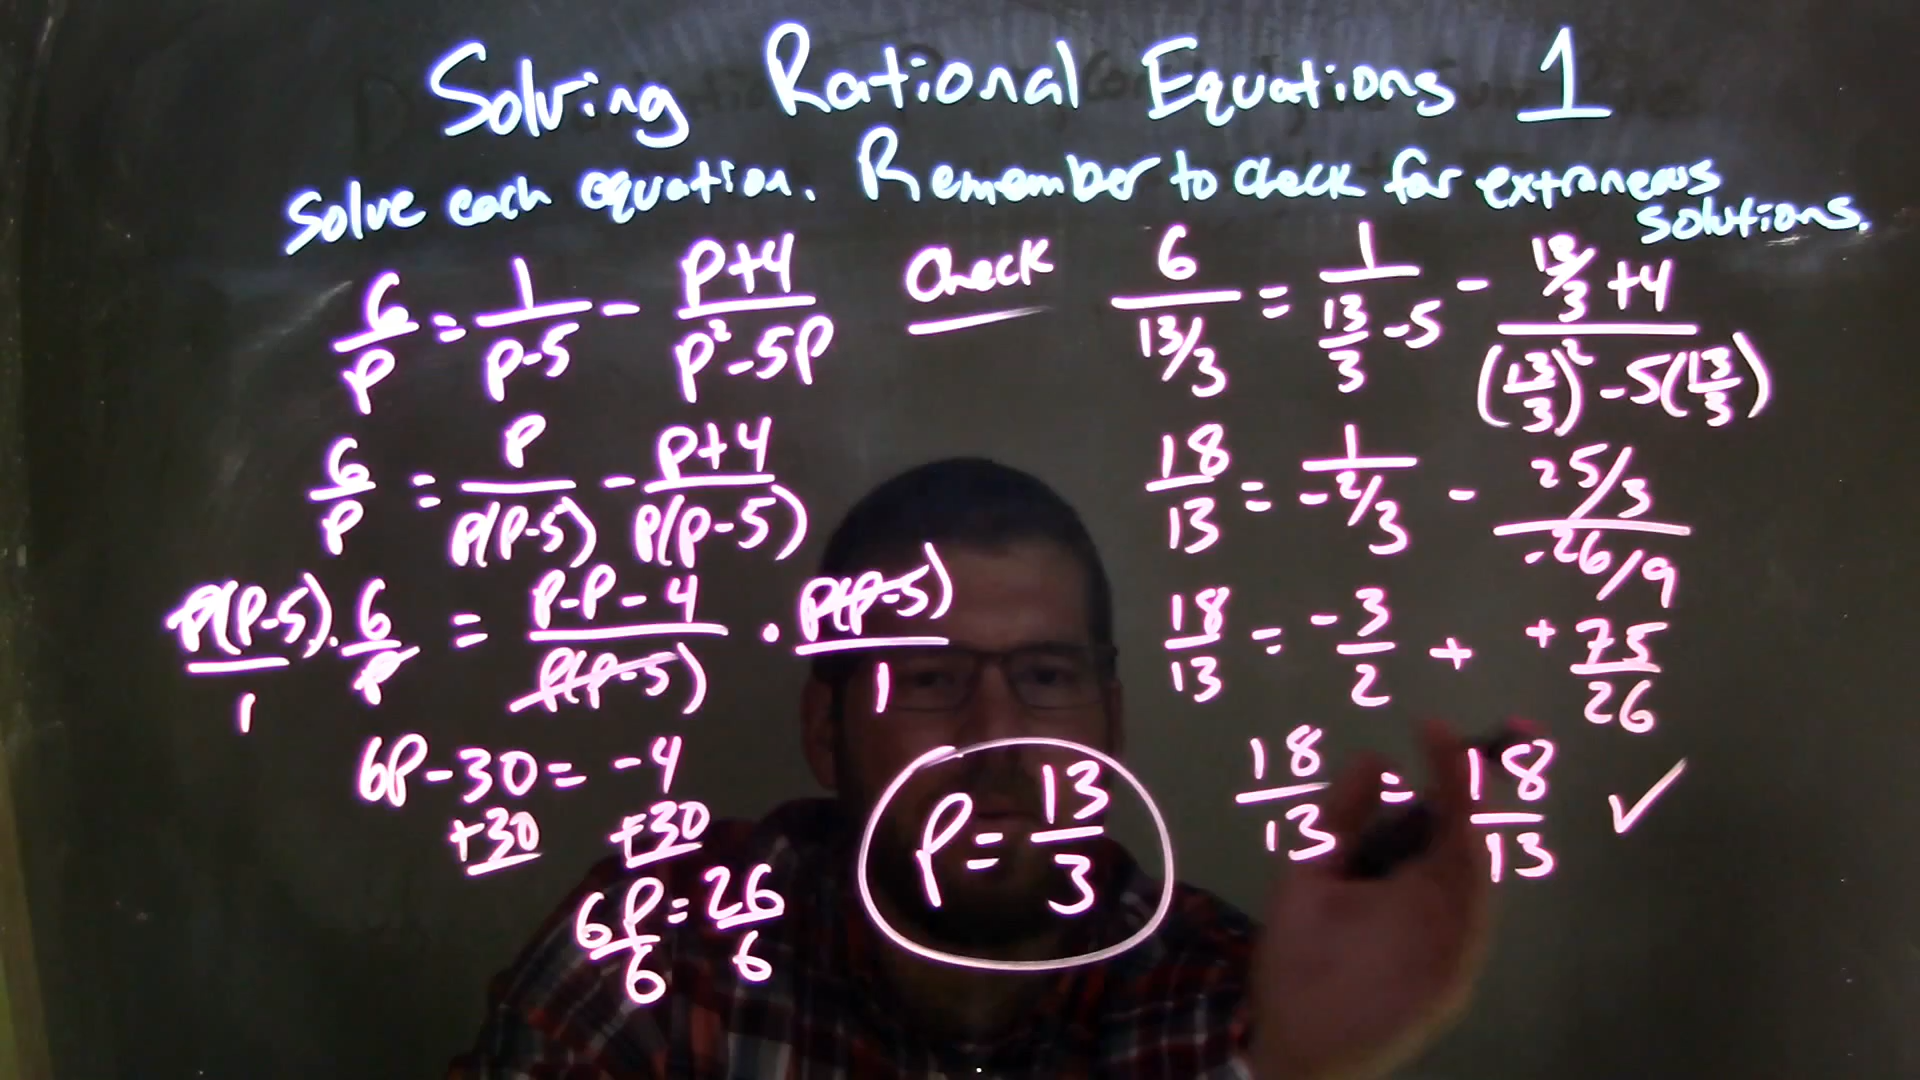 Solving Rational Equations 1
Solve each equation. Remember to check for extraneous
solutions.
6/P = 1/(P-5) - (P+4)/(P²-5P)
6/P = P/(P(P-5)) - (P+4)/(P(P-5))
P(P-5)/1 · 6/P = (P-P-4)/(P(P-5)) · P(P-5)/1
6P-30 = -4
+30 +30
6P/6 = 26/6
P = 13/3
Check
6/(13/3) = 1/(13/3 -5) - (13/3 +4)/((13/3)² -5(13/3))
18/13 = 1/(-2/3) - (25/3)/(-26/9)
18/13 = -3/2 + +75/26
18/13 = 18/13 ✓